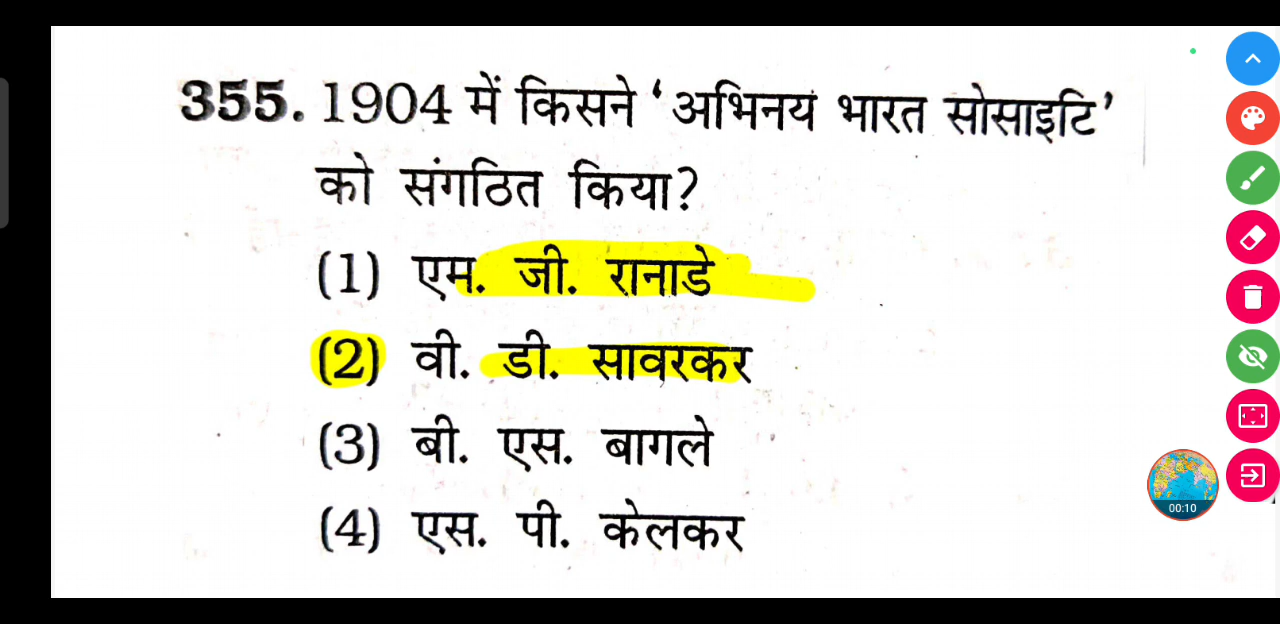 355. 1904 में किसने ‘अभिनय भारत सोसाइटि’
को संगठित किया?
(1) एम. जी. रानाडे
(2) वी. डी. सावरकर
(3) बी. एस. बागले
(4) एस. पी. केलकर
00:10